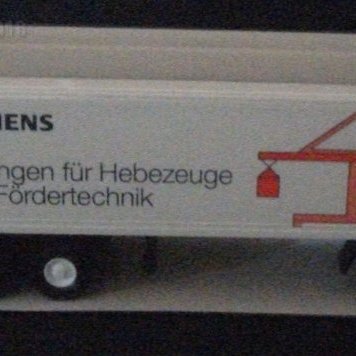 IENS
ngen für Hebezeuge
Fördertechnik